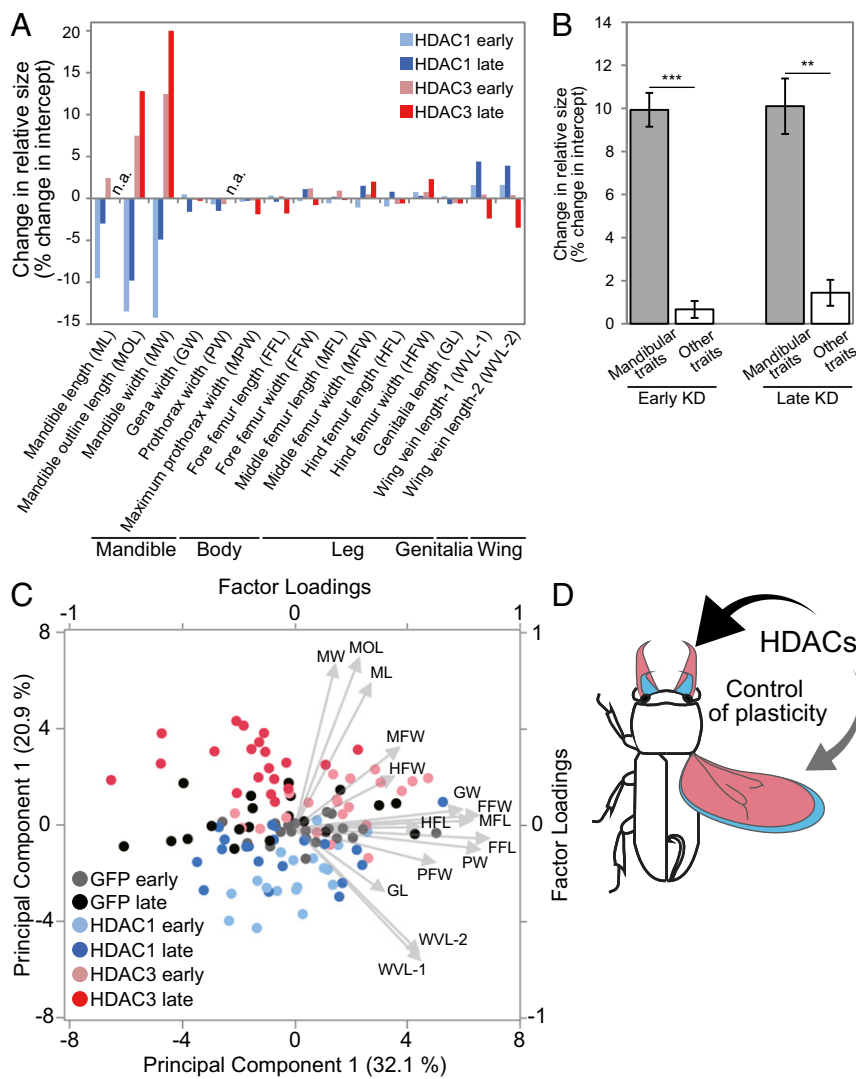 A
Change in relative size
(% change in intercept)
20
15
10
5
0
-5
-10
-15
n.a.
n.a.
HDAC1 early
HDAC1 late
HDAC3 early
HDAC3 late
Mandible length (ML)
Mandible outline length (MOL)
Mandible width (MW)
Gena width (GW)
Prothorax width (PW)
Maximum prothorax width (MPW)
Fore femur length (FFL)
Fore femur width (FFW)
Middle femur length (MFL)
Middle femur width (MFW)
Hind femur length (HFL)
Hind femur width (HFW)
Genitalia length (GL)
Wing vein length-1 (WVL-1)
Wing vein length-2 (WVL-2)
Mandible Body Leg Genitalia Wing
B
Change in relative size
(% change in intercept)
14
12
10
8
6
4
2
0
***
**
Mandibular
traits
Other
traits
Mandibular
traits
Other
traits
Early KD
Late KD
C
Factor Loadings
-1 0 1
8
4
0
-4
-8
1
0
-1
Principal Component 1 (20.9 %)
Factor Loadings
MW
MOL
ML
MFW
HFW
GW
FFW
MFL
HFL
FFL
PW
PFW
GL
WVL-2
WVL-1
GFP early
GFP late
HDAC1 early
HDAC1 late
HDAC3 early
HDAC3 late
-8 -4 0 4 8
Principal Component 1 (32.1 %)
D
HDACs
Control
of plasticity